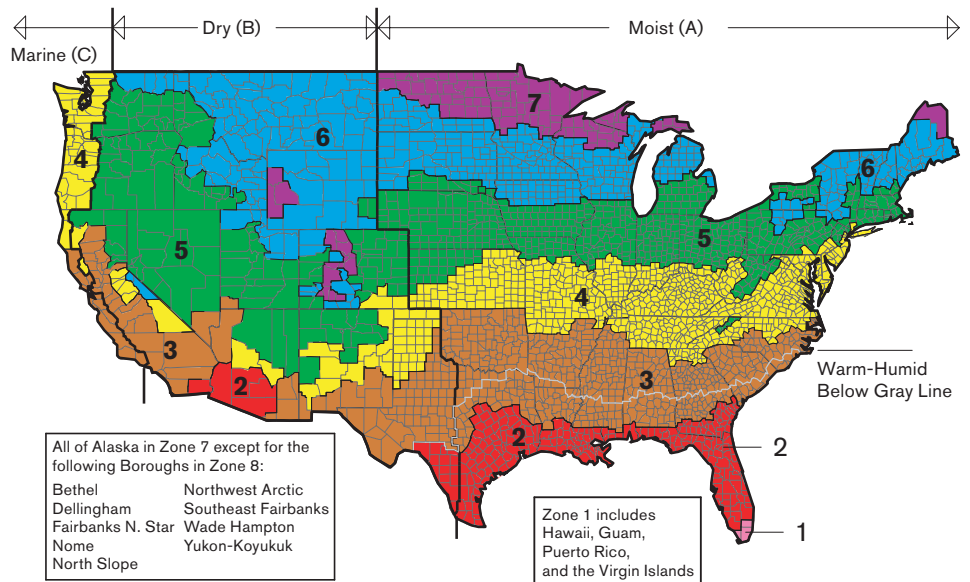 Marine (C)
Dry (B)
Moist (A)
7
6
6
4
5
5
4
3
3
2
2
Warm-Humid
Below Gray Line
2
1
All of Alaska in Zone 7 except for the
following Boroughs in Zone 8:
Bethel
Dellingham
Fairbanks N. Star
Nome
North Slope
Northwest Arctic
Southeast Fairbanks
Wade Hampton
Yukon-Koyukuk
Zone 1 includes
Hawaii, Guam,
Puerto Rico,
and the Virgin Islands